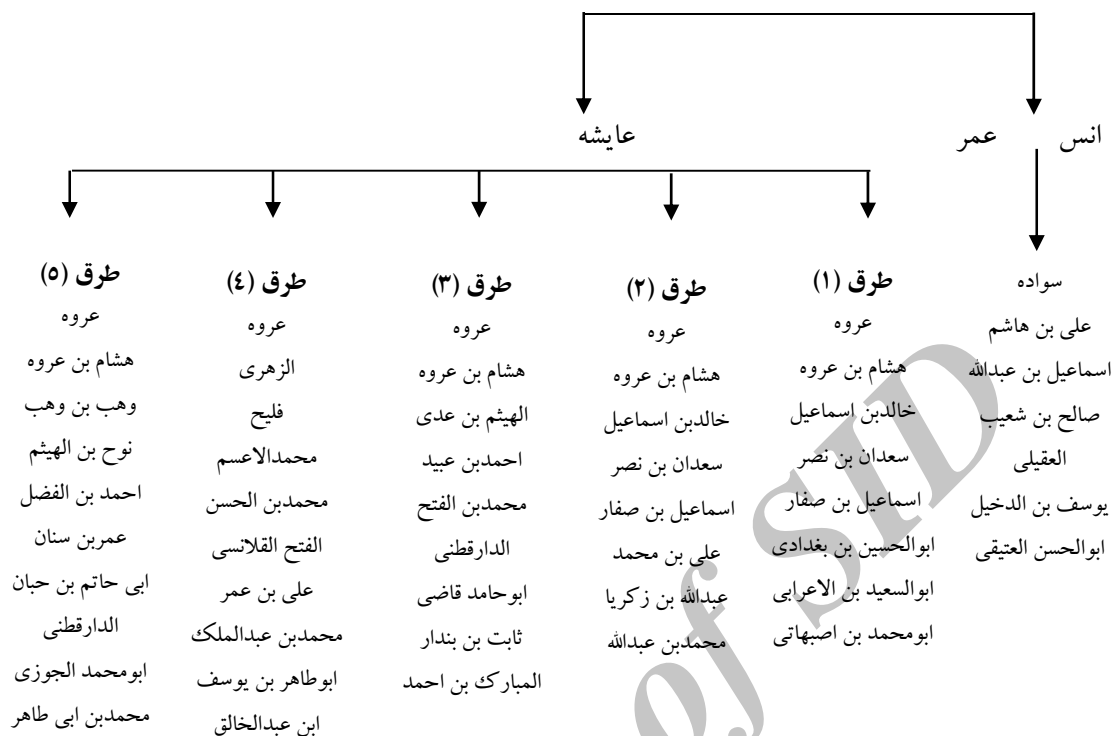 انس عمر عایشه
سواده
علی بن هاشم
اسماعیل بن عبدالله
صالح بن شعیب
العقیلی
یوسف بن الدخیل
ابوالحسن العتیقی
طرق (۱)
عروه
هشام بن عروه
خالدبن اسماعیل
سعدان بن نصر
اسماعیل بن صفار
ابوالحسین بن بغدادی
ابوالسعید بن الاعرابی
ابومحمد بن اصبهاتی
طرق (۲)
عروه
هشام بن عروه
خالدبن اسماعیل
سعدان بن نصر
اسماعیل بن صفار
علی بن محمد
عبدالله بن زکریا
محمدبن عبدالله
طرق (۳)
عروه
هشام بن عروه
الهیثم بن عدی
احمدبن عبید
محمدبن الفتح
الدارقطنی
ابوحامد قاضی
ثابت بن بندار
المبارک بن احمد
طرق (٤)
عروه
الزهری
فلیح
محمدالاعسم
محمدبن الحسن
الفتح القلانسی
علی بن عمر
محمدبن عبدالملک
ابوطاهر بن یوسف
ابن عبدالخالق
طرق (٥)
عروه
هشام بن عروه
وهب بن وهب
نوح بن الهیثم
احمد بن الفضل
عمربن سنان
ابی حاتم بن حبان
الدارقطنی
ابومحمد الجوزی
محمدبن ابی طاهر
of SID